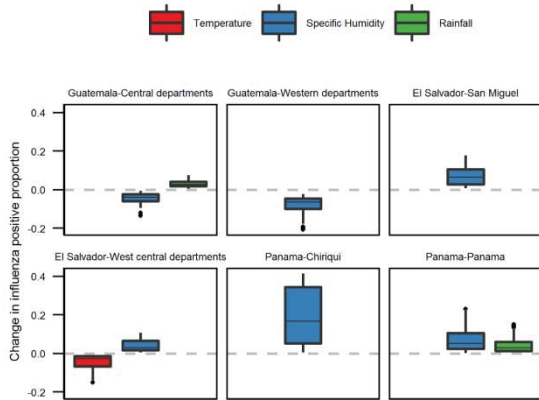 Temperature Specific Humidity Rainfall
Guatemala-Central departments Guatemala-Western departments El Salvador-San Miguel
0.4
0.2
0.0
-0.2
El Salvador-West central departments Panama-Chiriqui Panama-Panama
0.4
0.2
0.0
-0.2
Change in influenza positive proportion